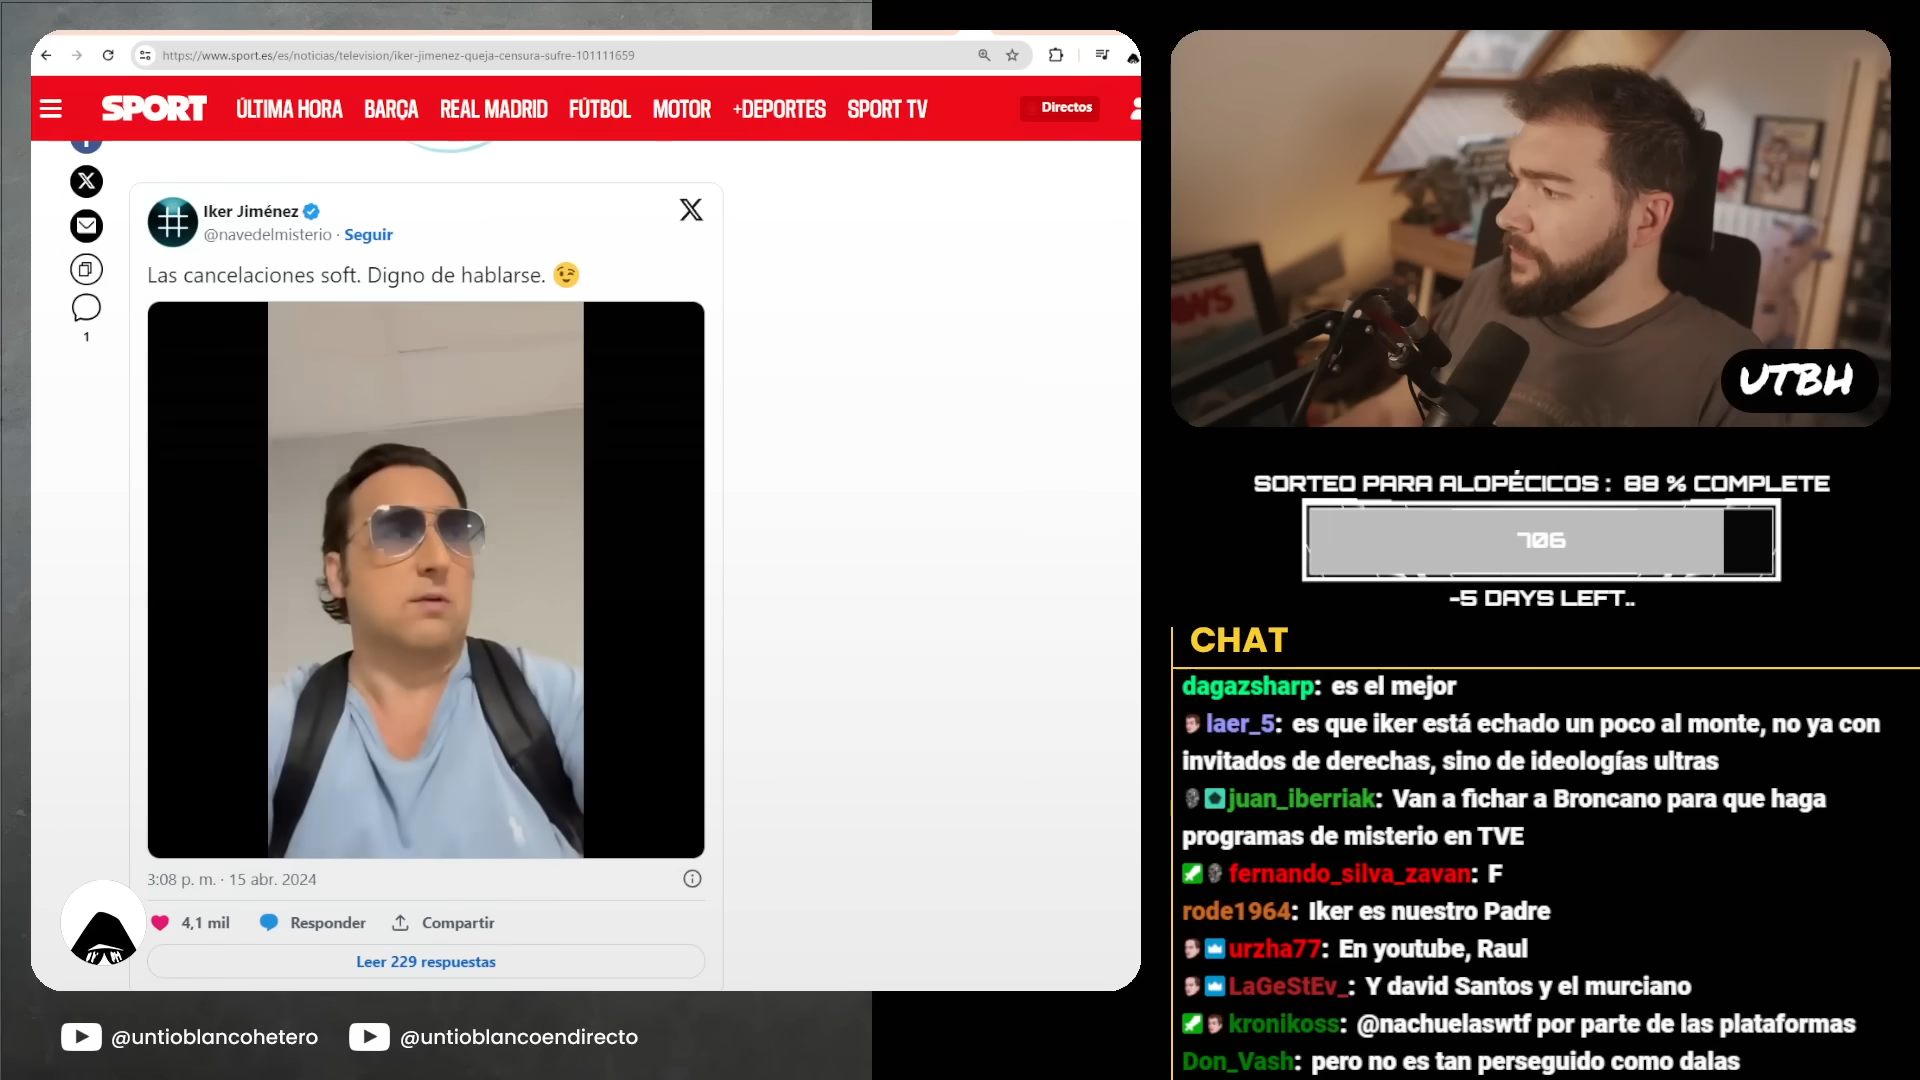 https://www.sport.es/es/noticias/television/iker-jimenez-queja-censura-sufre-101111659
SPORT ÚLTIMA HORA BARÇA REAL MADRID FÚTBOL MOTOR +DEPORTES SPORT TV Directos
Iker Jiménez
@navedelmisterio · Seguir
Las cancelaciones soft. Digno de hablarse. 😉
1
3:08 p. m. · 15 abr. 2024
4,1 mil Responder Compartir
Leer 229 respuestas
@untioblancohetero @untioblancoendirecto
UTBH
SORTEO PARA ALOPÉCICOS : 88 % COMPLETE
706
-5 DAYS LEFT..
CHAT
dagazsharp: es el mejor
laer_5: es que iker está echado un poco al monte, no ya con
invitados de derechas, sino de ideologías ultras
juan_iberriak: Van a fichar a Broncano para que haga
programas de misterio en TVE
fernando_silva_zavan: F
rode1964: Iker es nuestro Padre
urzha77: En youtube, Raul
LaGeStEv_: Y david Santos y el murciano
kronikoss: @nachuelaswtf por parte de las plataformas
Don_Vash: pero no es tan perseguido como dalas